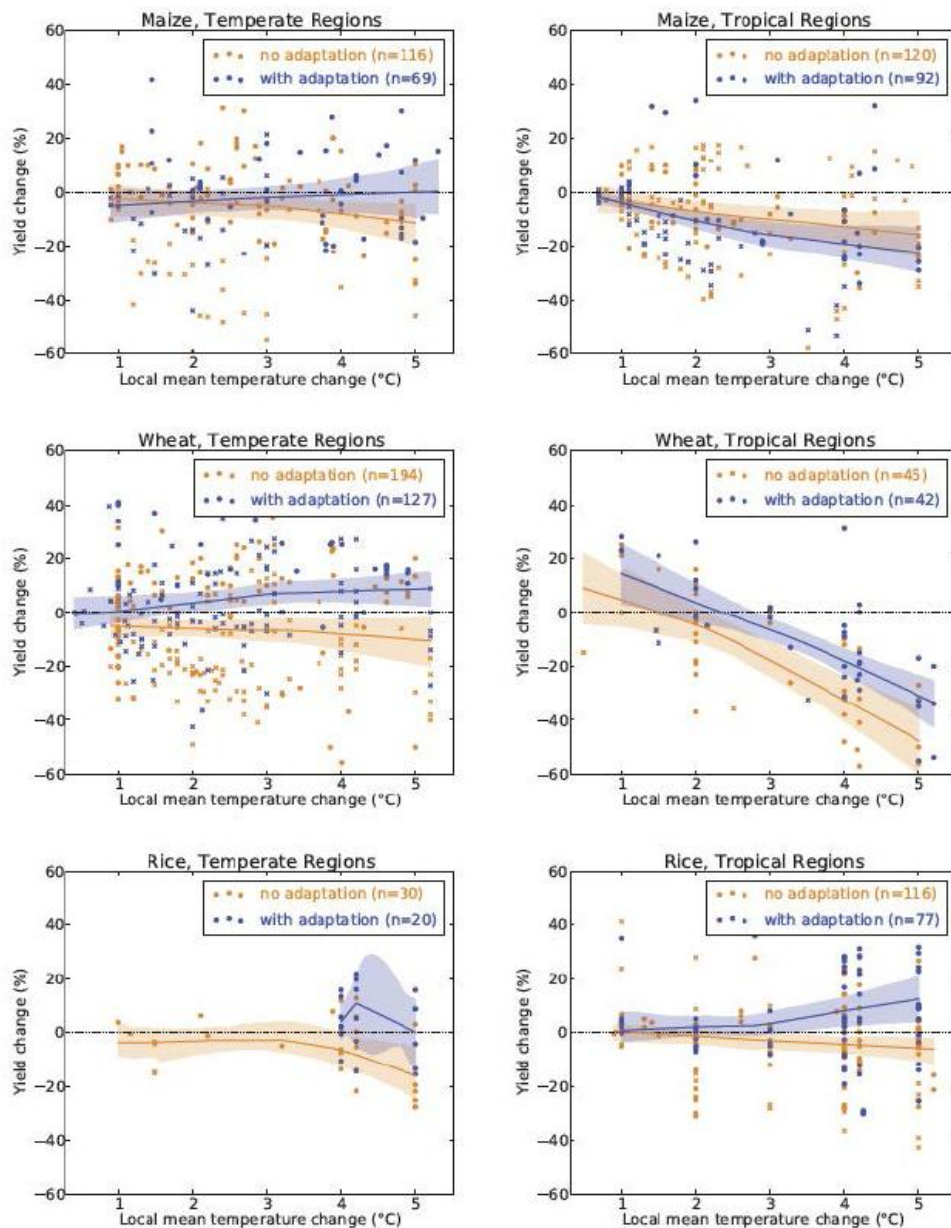 Maize, Temperate Regions
60
40
20
0
−20
−40
−60
Yield change (%)
no adaptation (n=116)
with adaptation (n=69)
1 2 3 4 5
Local mean temperature change (°C)
Maize, Tropical Regions
60
40
20
0
−20
−40
−60
Yield change (%)
no adaptation (n=120)
with adaptation (n=92)
1 2 3 4 5
Local mean temperature change (°C)
Wheat, Temperate Regions
60
40
20
0
−20
−40
−60
Yield change (%)
no adaptation (n=194)
with adaptation (n=127)
1 2 3 4 5
Local mean temperature change (°C)
Wheat, Tropical Regions
60
40
20
0
−20
−40
−60
Yield change (%)
no adaptation (n=45)
with adaptation (n=42)
1 2 3 4 5
Local mean temperature change (°C)
Rice, Temperate Regions
60
40
20
0
−20
−40
−60
Yield change (%)
no adaptation (n=30)
with adaptation (n=20)
1 2 3 4 5
Local mean temperature change (°C)
Rice, Tropical Regions
60
40
20
0
−20
−40
−60
Yield change (%)
no adaptation (n=116)
with adaptation (n=77)
1 2 3 4 5
Local mean temperature change (°C)